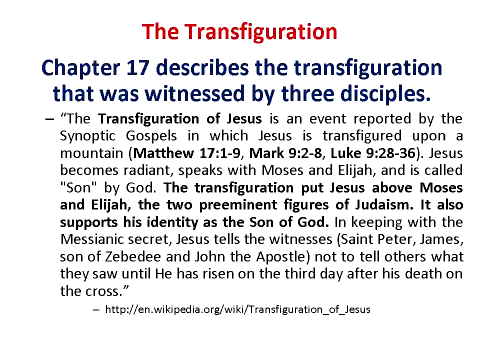 The Transfiguration
Chapter 17 describes the transfiguration
that was witnessed by three disciples.
– “The Transfiguration of Jesus is an event reported by the
Synoptic Gospels in which Jesus is transfigured upon a
mountain (Matthew 17:1-9, Mark 9:2-8, Luke 9:28-36). Jesus
becomes radiant, speaks with Moses and Elijah, and is called
"Son" by God. The transfiguration put Jesus above Moses
and Elijah, the two preeminent figures of Judaism. It also
supports his identity as the Son of God. In keeping with the
Messianic secret, Jesus tells the witnesses (Saint Peter, James,
son of Zebedee and John the Apostle) not to tell others what
they saw until He has risen on the third day after his death on
the cross.”
– http://en.wikipedia.org/wiki/Transfiguration_of_Jesus